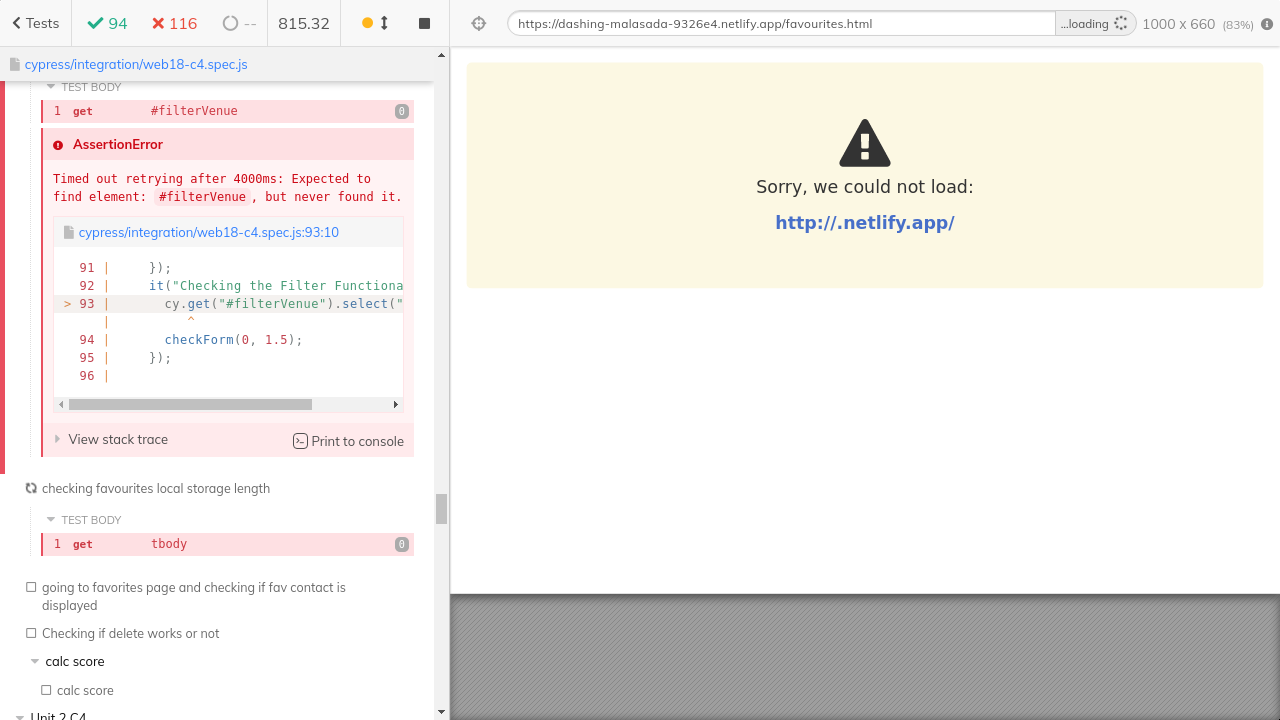 Tests
94
116
--
815.32
https://dashing-malasada-9326e4.netlify.app/favourites.html
...loading
1000 x 660 (83%)
cypress/integration/web18-c4.spec.js
TEST BODY
1 get #filterVenue 0
AssertionError
Timed out retrying after 4000ms: Expected to
find element: #filterVenue, but never found it.
cypress/integration/web18-c4.spec.js:93:10
91 | });
92 | it("Checking the Filter Functiona
> 93 | cy.get("#filterVenue").select("
| ^
94 | checkForm(0, 1.5);
95 | });
96 |
View stack trace
Print to console
checking favourites local storage length
TEST BODY
1 get tbody 0
going to favorites page and checking if fav contact is
displayed
Checking if delete works or not
calc score
calc score
Unit 2 C4
Sorry, we could not load:
http://.netlify.app/